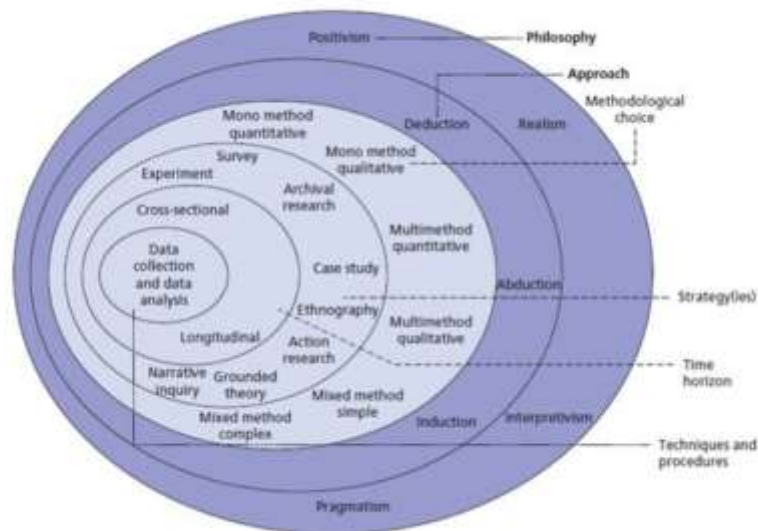 Positivism
Philosophy
Approach
Methodological
choice
Mono method
quantitative
Deduction
Realism
Survey
Mono method
qualitative
Experiment
Archival
research
Cross-sectional
Multimethod
quantitative
Data
collection
and data
analysis
Case study
Abduction
Strategy(ies)
Ethnography
Multimethod
qualitative
Longitudinal
Action
research
Time
horizon
Narrative
inquiry
Grounded
theory
Mixed method
simple
Mixed method
complex
Induction
Interpretivism
Techniques and
procedures
Pragmatism